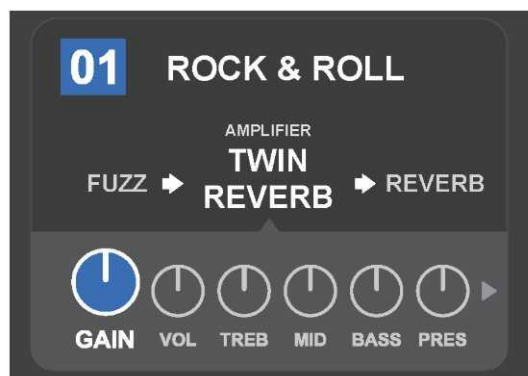 01 ROCK & ROLL
AMPLIFIER
TWIN
FUZZ REVERB REVERB
GAIN VOL TREB MID BASS PRES